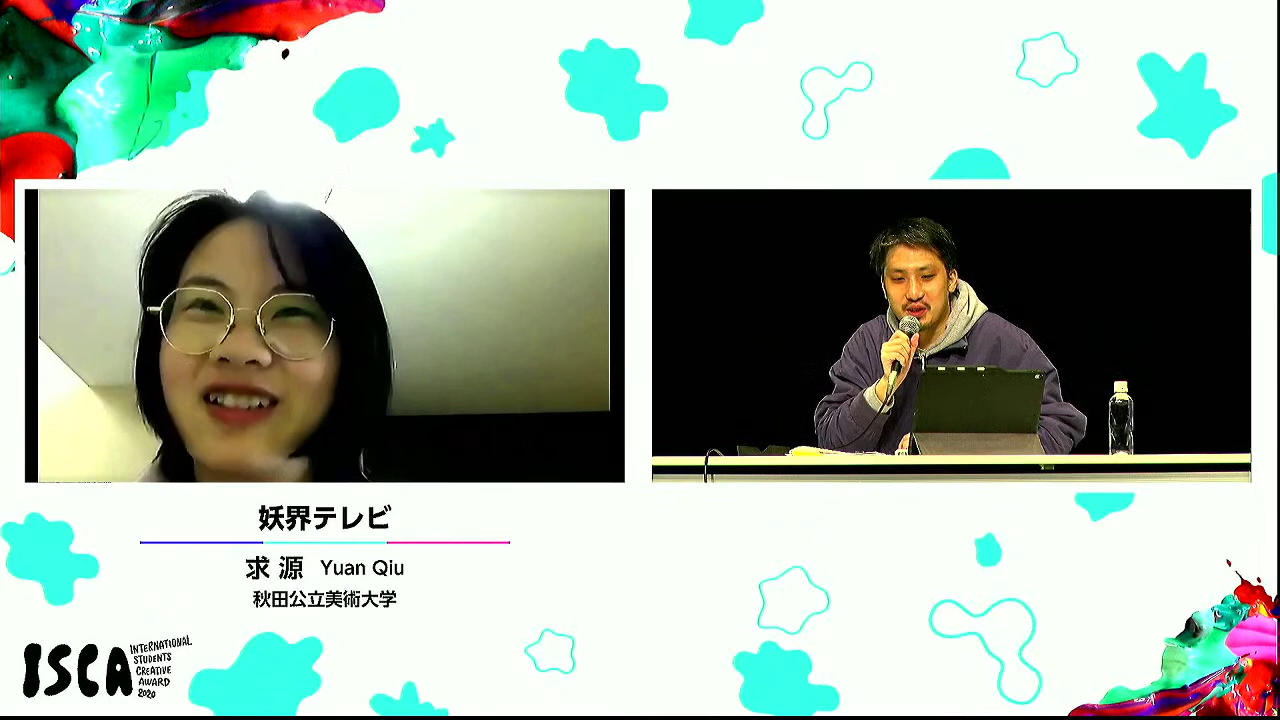 妖界テレビ
求 源 Yuan Qiu
秋田公立美術大学
ISCA
INTERNATIONAL
STUDENTS
CREATIVE
AWARD
2020